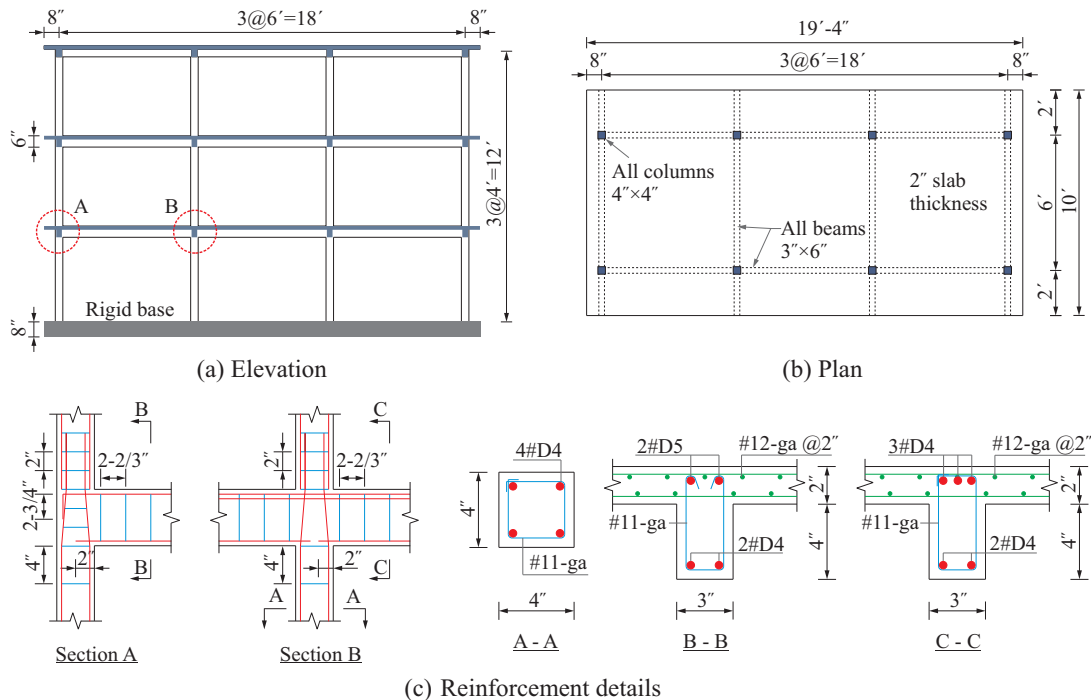 8″
3@6′=18′
8″
6″
A
B
3@4′=12′
Rigid base
8″
(a) Elevation
19′-4″
8″
3@6′=18′
8″
2′
All columns
4″×4″
2″ slab
thickness
6′
10′
All beams
3″×6″
2′
(b) Plan
B
2″
2-2/3″
2-3/4″
4″
2″
B
Section A
C
2″
2-2/3″
4″
2″
C
A
A
Section B
4#D4
4″
#11-ga
4″
A - A
2#D5
#12-ga @2″
2″
#11-ga
2#D4
4″
3″
B - B
3#D4
#12-ga @2″
2″
#11-ga
2#D4
4″
3″
C - C
(c) Reinforcement details